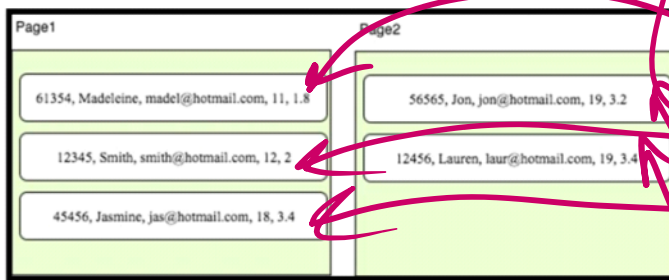 Page1
61354, Madeleine, madel@hotmail.com, 11, 1.8
12345, Smith, smith@hotmail.com, 12, 2
45456, Jasmine, jas@hotmail.com, 18, 3.4
Page2
56565, Jon, jon@hotmail.com, 19, 3.2
12456, Lauren, laur@hotmail.com, 19, 3.4